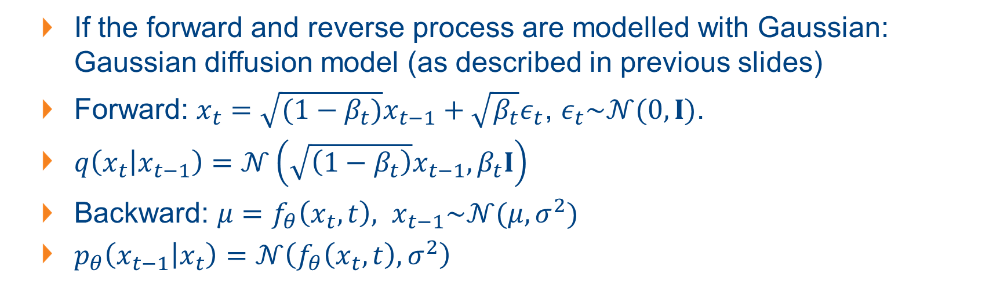 If the forward and reverse process are modelled with Gaussian:
Gaussian diffusion model (as described in previous slides)
Forward: $x_t = \sqrt{(1 - \beta_t)}x_{t-1} + \sqrt{\beta_t}\epsilon_t$, $\epsilon_t \sim \mathcal{N}(0, \mathbf{I})$.
$q(x_t|x_{t-1}) = \mathcal{N}\left(\sqrt{(1 - \beta_t)}x_{t-1}, \beta_t\mathbf{I}\right)$
Backward: $\mu = f_\theta(x_t, t)$, $x_{t-1} \sim \mathcal{N}(\mu, \sigma^2)$
$p_\theta(x_{t-1}|x_t) = \mathcal{N}(f_\theta(x_t, t), \sigma^2)$